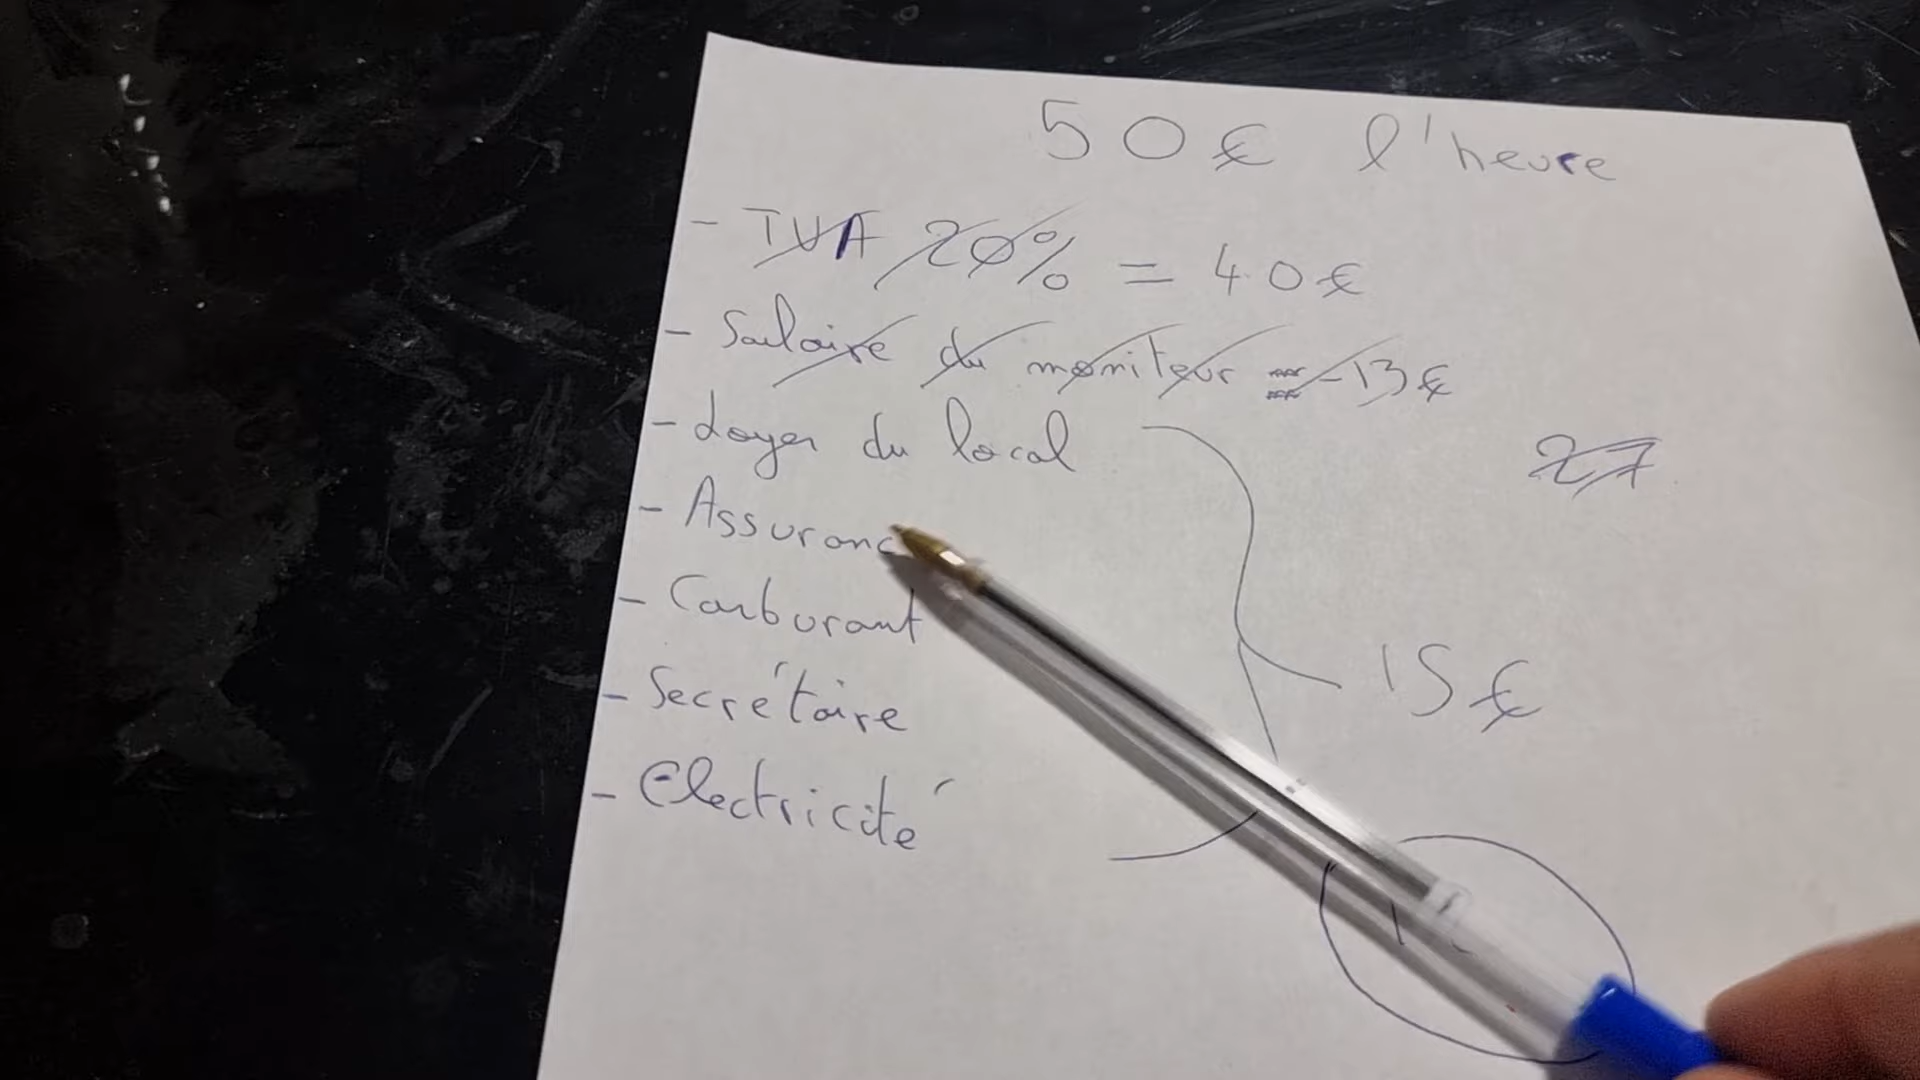 50€ l'heure
- TVA 20% = 40€
- Salaire du moniteur = -13€
- Loyer du local
27
- Assuranc
- Carburant
- Secrétaire
15€
- Electricité